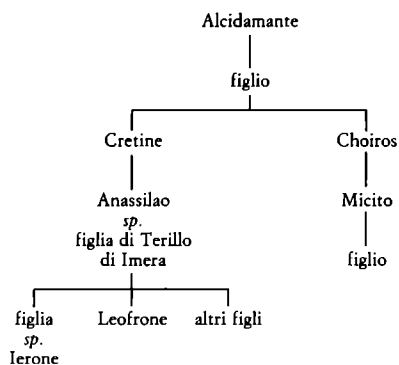 Alcidamante
figlio
Cretine Choiros
Anassilao Micito
sp.
figlia di Terillo
di Imera figlio
figlia Leofrone altri figli
sp.
Ierone